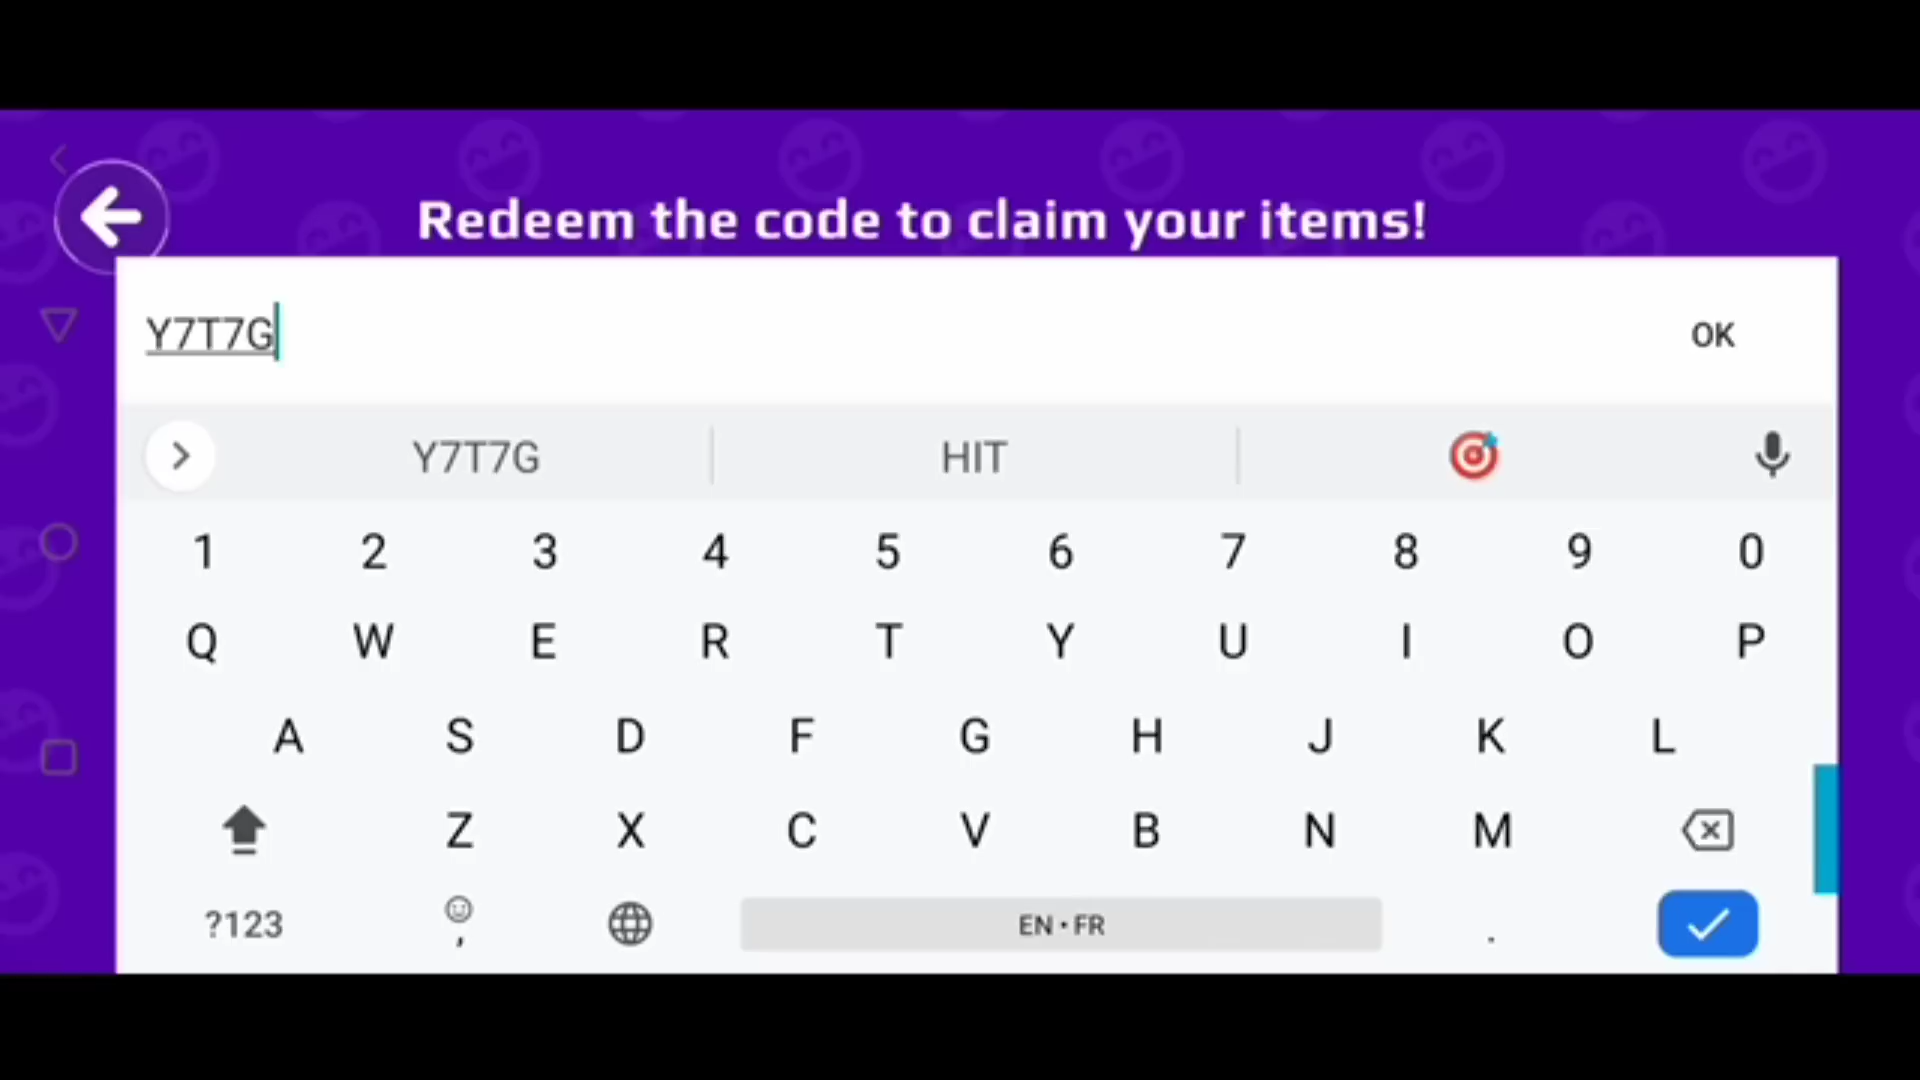 Redeem the code to claim your items!
Y7T7G
OK
Y7T7G HIT
1 2 3 4 5 6 7 8 9 0
Q W E R T Y U I O P
A S D F G H J K L
Z X C V B N M
?123 , EN • FR .